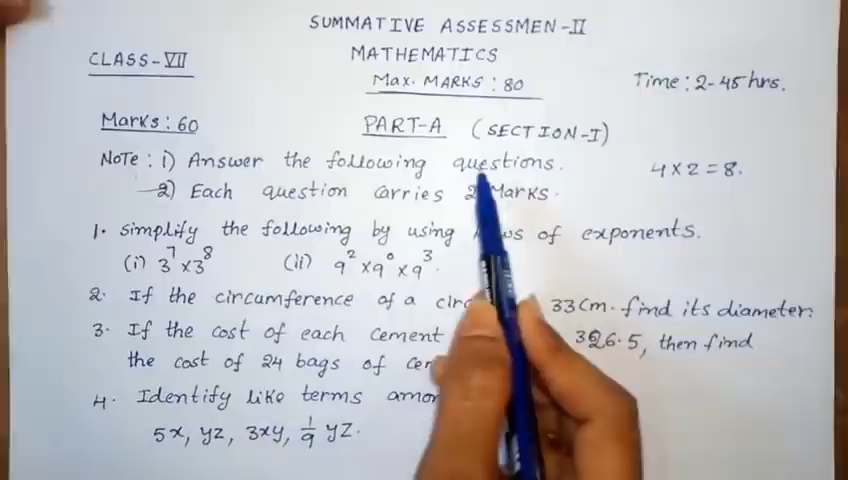 SUMMATIVE ASSESSMEN-II
CLASS-VII MATHEMATICS
Max. MARKS: 80 Time: 2-45 hrs.
Marks: 60 PART-A (SECTION-I)
NOTE: i) Answer the following questions.
2) Each question carries 2 Marks. 4×2=8.
1. simplify the following by using of exponents.
(i) 3⁷×3⁸ (ii) 9²×9⁰×9³.
2. If the circumference of a 33cm. find its diameter.
3. If the cost of each cement 326.5, then find
the cost of 24 bags of
4. Identify like terms
5x, yz, 3xy, 1/9 yz.